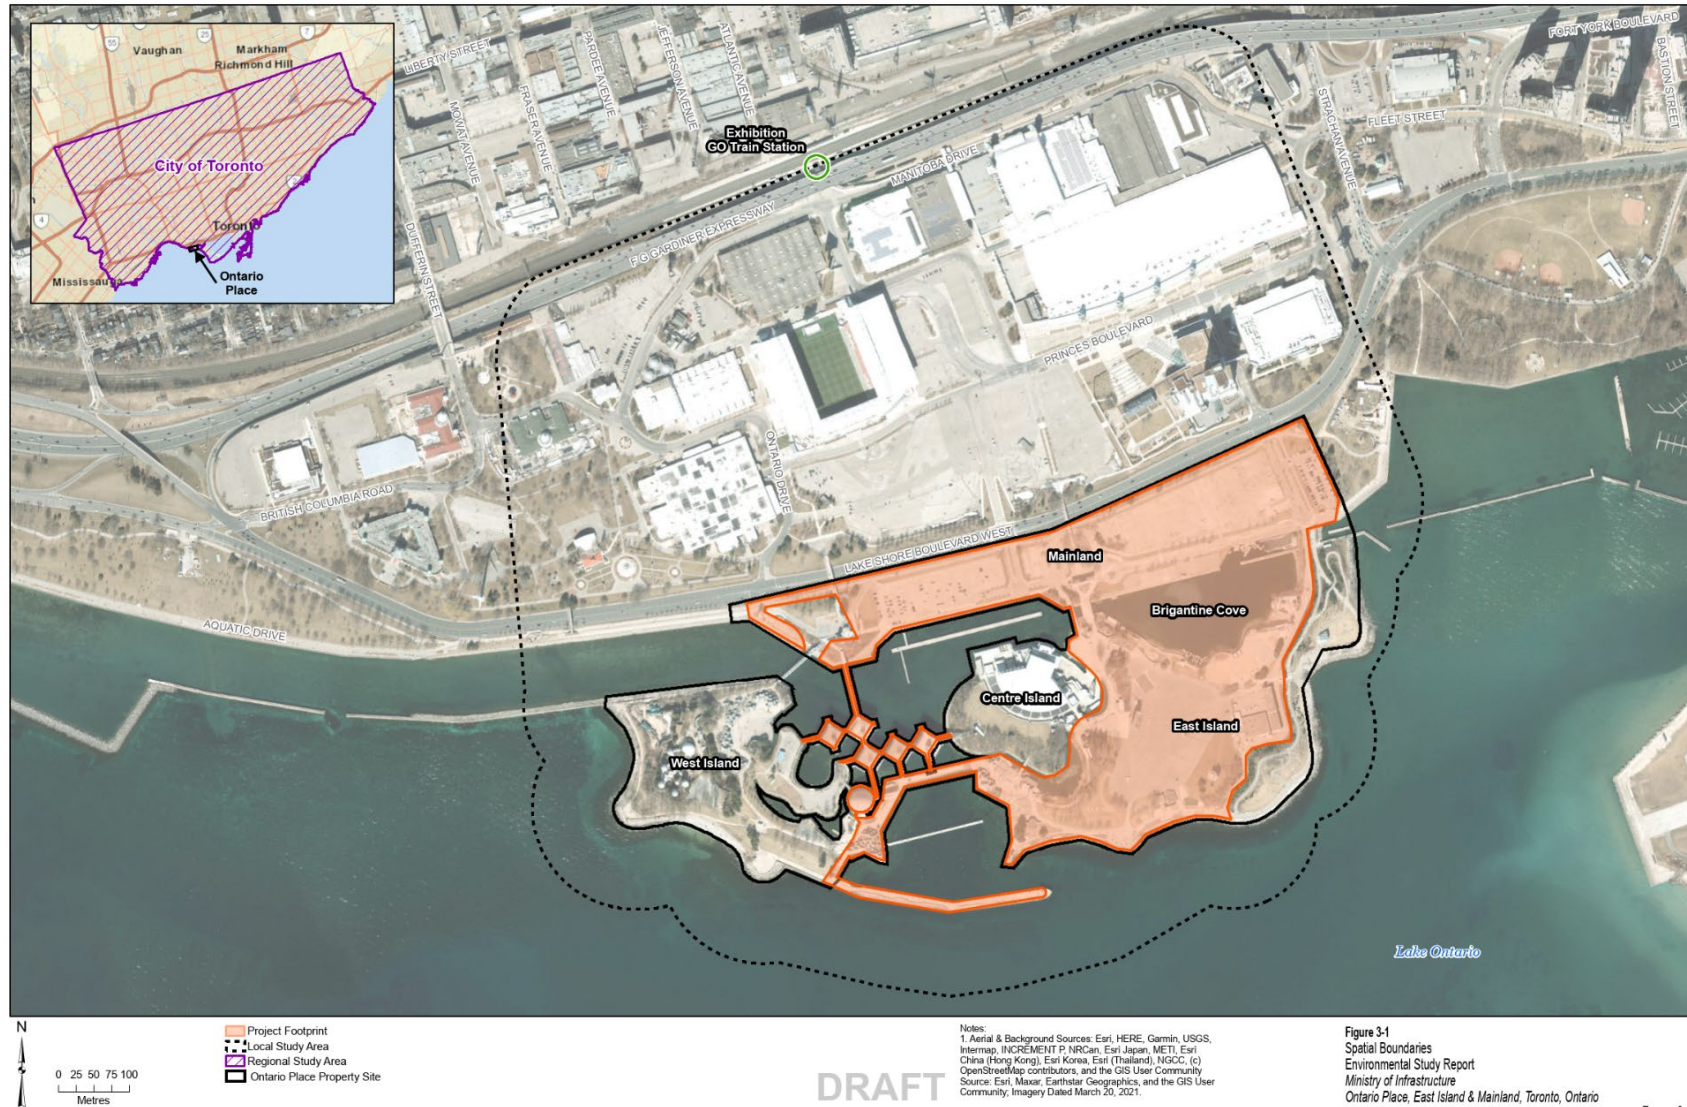 Vaughan
Markham
Richmond Hill
55
25
7
4
2
City of Toronto
Toronto
Mississauga
Ontario
Place
LIBERTY STREET
MOWAT AVENUE
FRASER AVENUE
PARDEE AVENUE
JEFFERSON AVENUE
ATLANTIC AVENUE
DUFFERIN STREET
Exhibition
GO Train Station
MANITOBA DRIVE
F G GARDINER EXPRESSWAY
FORT YORK BOULEVARD
BASTION STREET
FLEET STREET
STRACHAN AVENUE
PRINCES BOULEVARD
BRITISH COLUMBIA ROAD
ONTARIO DRIVE
LAKE SHORE BOULEVARD WEST
AQUATIC DRIVE
Mainland
Brigantine Cove
Centre Island
East Island
West Island
Lake Ontario
N
0 25 50 75 100
Metres
Project Footprint
Local Study Area
Regional Study Area
Ontario Place Property Site
DRAFT
Notes:
1. Aerial & Background Sources: Esri, HERE, Garmin, USGS,
Intermap, INCREMENT P, NRCan, Esri Japan, METI, Esri
China (Hong Kong), Esri Korea, Esri (Thailand), NGCC, (c)
OpenStreetMap contributors, and the GIS User Community
Source: Esri, Maxar, Earthstar Geographics, and the GIS User
Community; Imagery Dated March 20, 2021.
Figure 3-1
Spatial Boundaries
Environmental Study Report
Ministry of Infrastructure
Ontario Place, East Island & Mainland, Toronto, Ontario